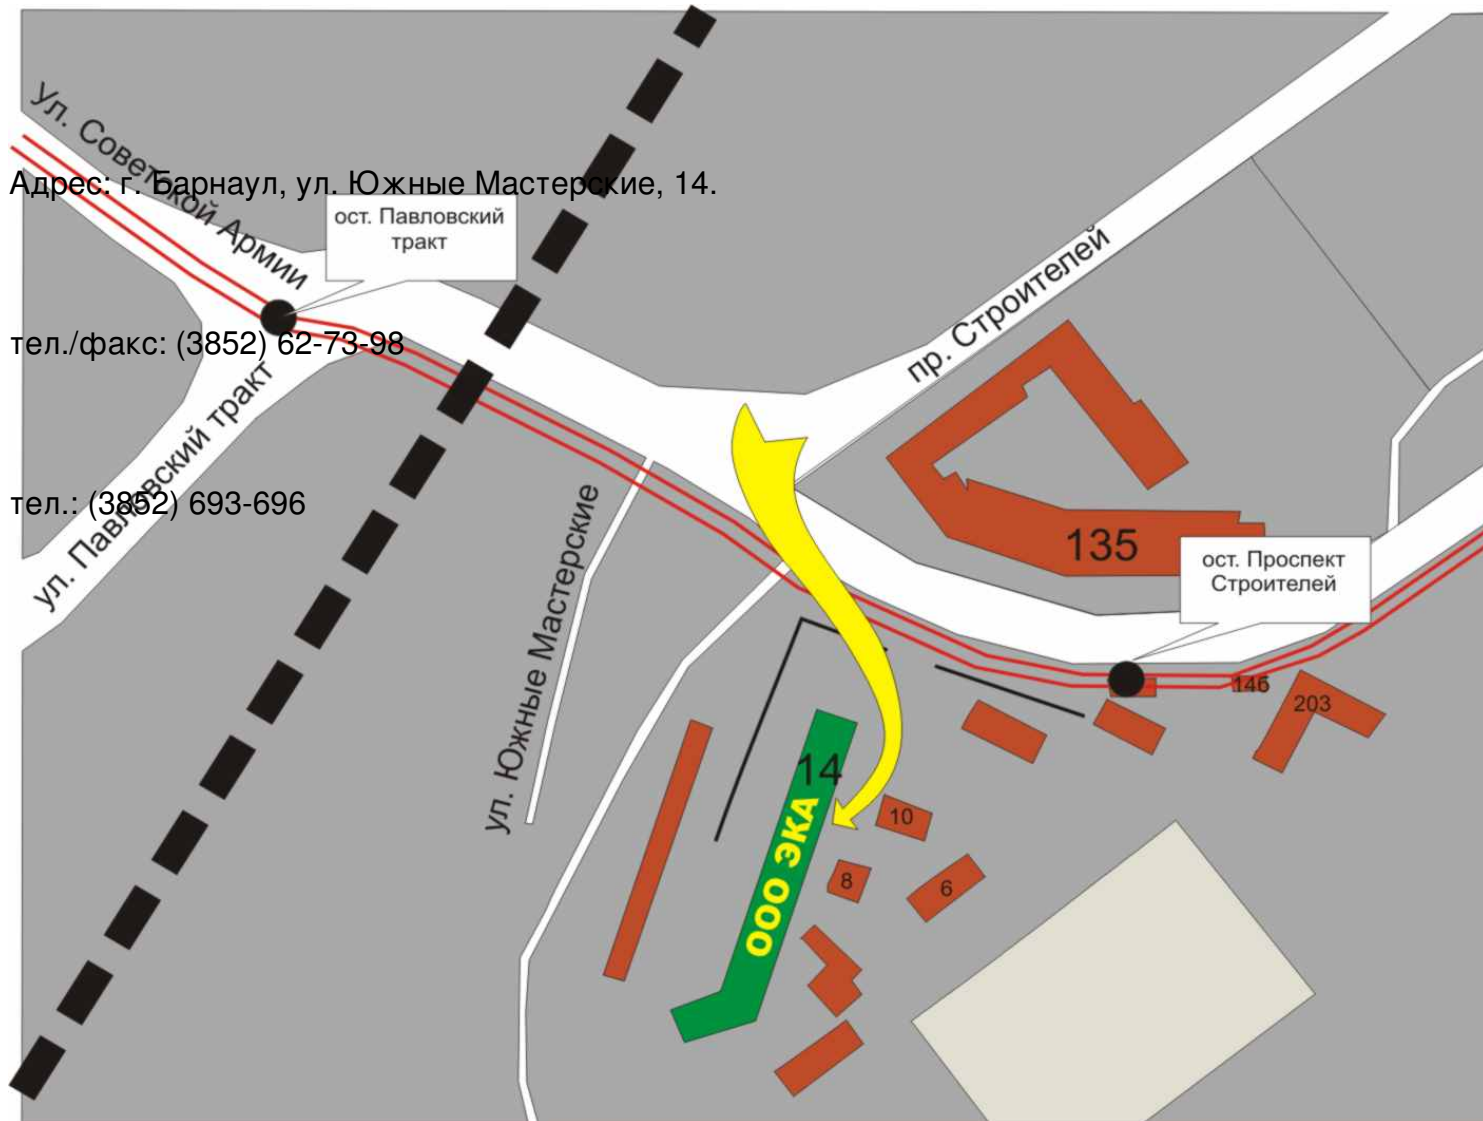 Ул. Советской Армии
Адрес: г. Барнаул, ул. Южные Мастерские, 14.
ост. Павловский
тракт
пр. Строителей
тел./факс: (3852) 62-73-98
ул. Павловский тракт
тел.: (3852) 693-696
ул. Южные Мастерские
135
ост. Проспект
Строителей
146
203
14
ООО ЭКА
10
8
6